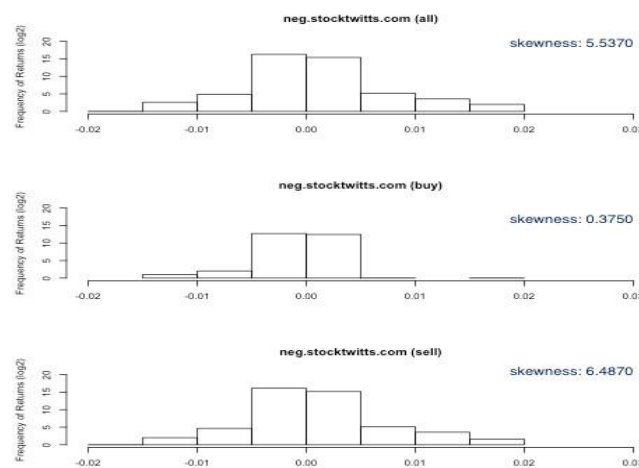 neg.stocktwitts.com (all)
skewness: 5.5370
Frequency of Returns (log2)
20
15
10
5
0
-0.02 -0.01 0.00 0.01 0.02
neg.stocktwitts.com (buy)
skewness: 0.3750
Frequency of Returns (log2)
20
15
10
5
0
-0.02 -0.01 0.00 0.01 0.02
neg.stocktwitts.com (sell)
skewness: 6.4870
Frequency of Returns (log2)
20
15
10
5
0
-0.02 -0.01 0.00 0.01 0.02